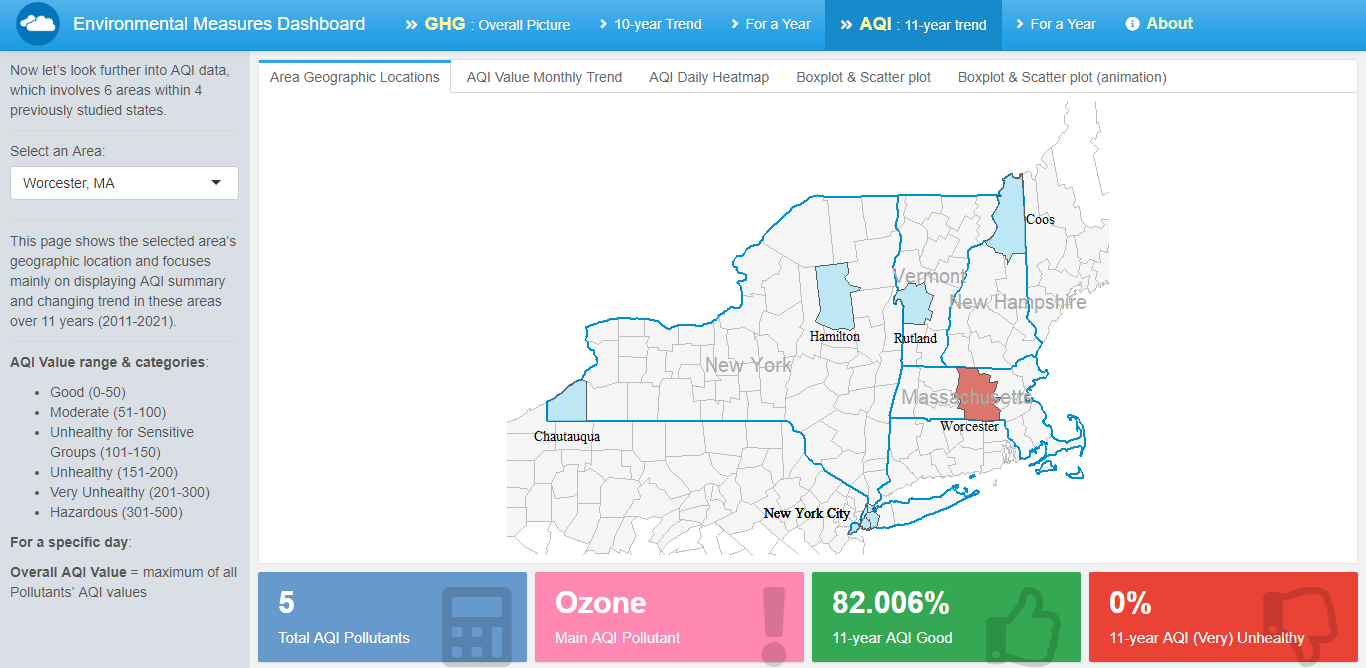 Environmental Measures Dashboard
GHG : Overall Picture
10-year Trend
For a Year
AQI : 11-year trend
For a Year
About
Now let's look further into AQI data,
which involves 6 areas within 4
previously studied states.
Select an Area:
Worcester, MA
This page shows the selected area's
geographic location and focuses
mainly on displaying AQI summary
and changing trend in these areas
over 11 years (2011-2021).
AQI Value range & categories:
Good (0-50)
Moderate (51-100)
Unhealthy for Sensitive
Groups (101-150)
Unhealthy (151-200)
Very Unhealthy (201-300)
Hazardous (301-500)
For a specific day:
Overall AQI Value = maximum of all
Pollutants' AQI values
Area Geographic Locations
AQI Value Monthly Trend
AQI Daily Heatmap
Boxplot & Scatter plot
Boxplot & Scatter plot (animation)
Coos
Vermont
New Hampshire
Hamilton
Rutland
New York
Massachusetts
Worcester
Chautauqua
New York City
5
Total AQI Pollutants
Ozone
Main AQI Pollutant
82.006%
11-year AQI Good
0%
11-year AQI (Very) Unhealthy